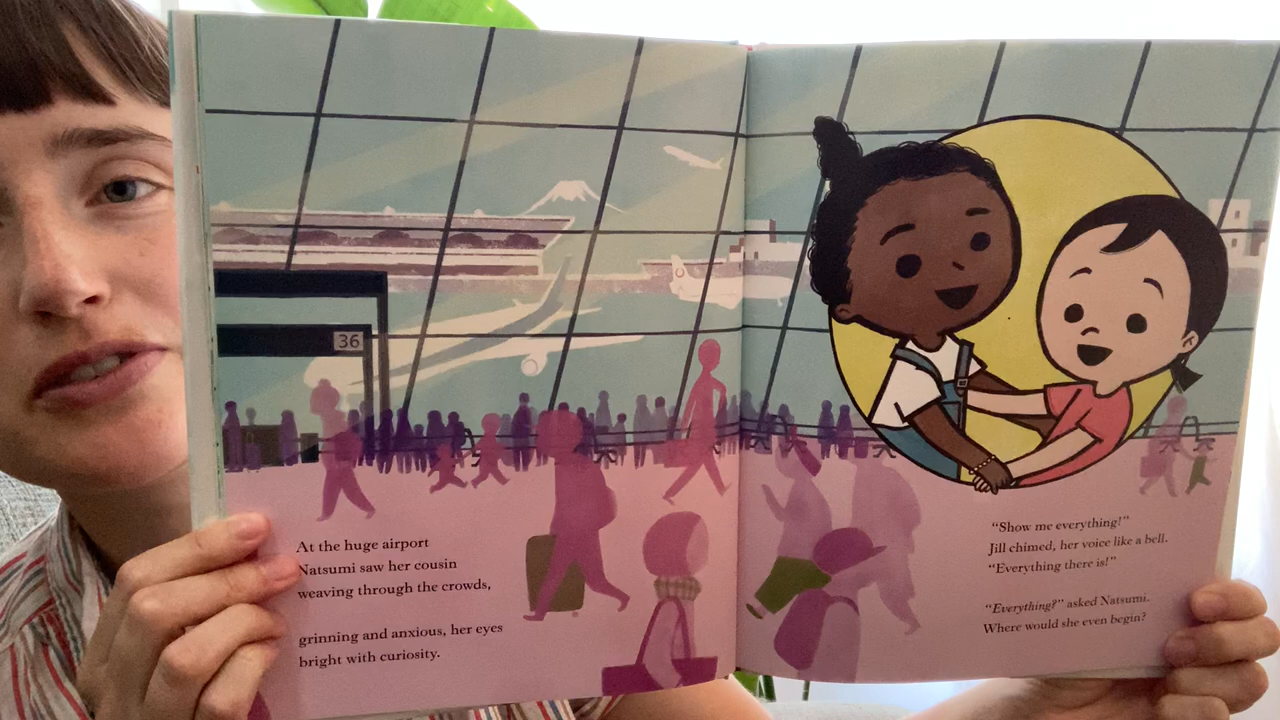 36
At the huge airport
Natsumi saw her cousin
weaving through the crowds,
grinning and anxious, her eyes
bright with curiosity.
“Show me everything!”
Jill chimed, her voice like a bell.
“Everything there is!”
“Everything?” asked Natsumi.
Where would she even begin?